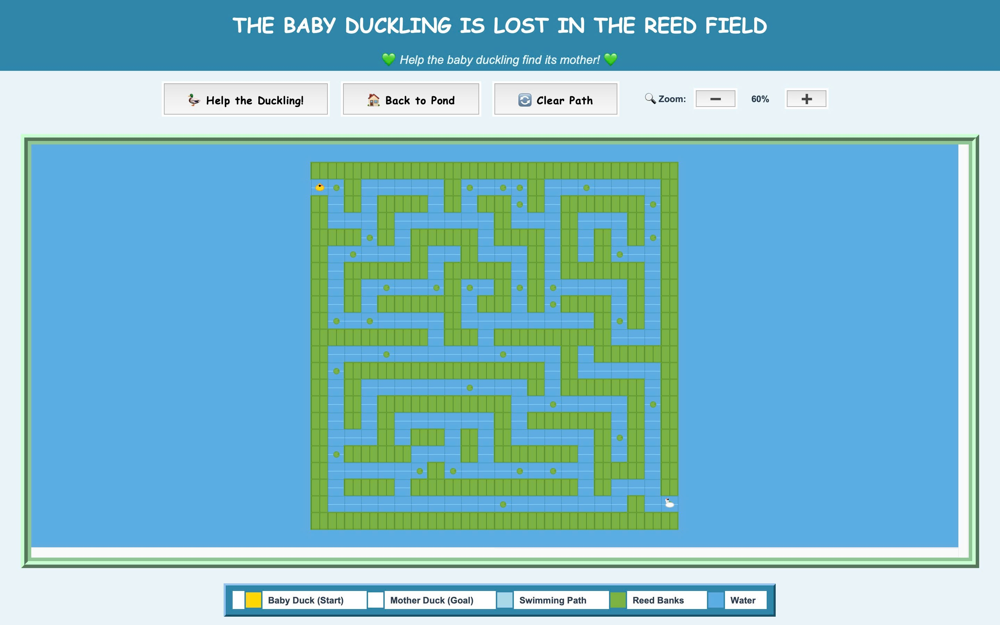 THE BABY DUCKLING IS LOST IN THE REED FIELD
💚 Help the baby duckling find its mother! 💚
🦆 Help the Duckling! 🏠 Back to Pond 🔄 Clear Path 🔍 Zoom: − 60% +
Baby Duck (Start) Mother Duck (Goal) Swimming Path Reed Banks Water